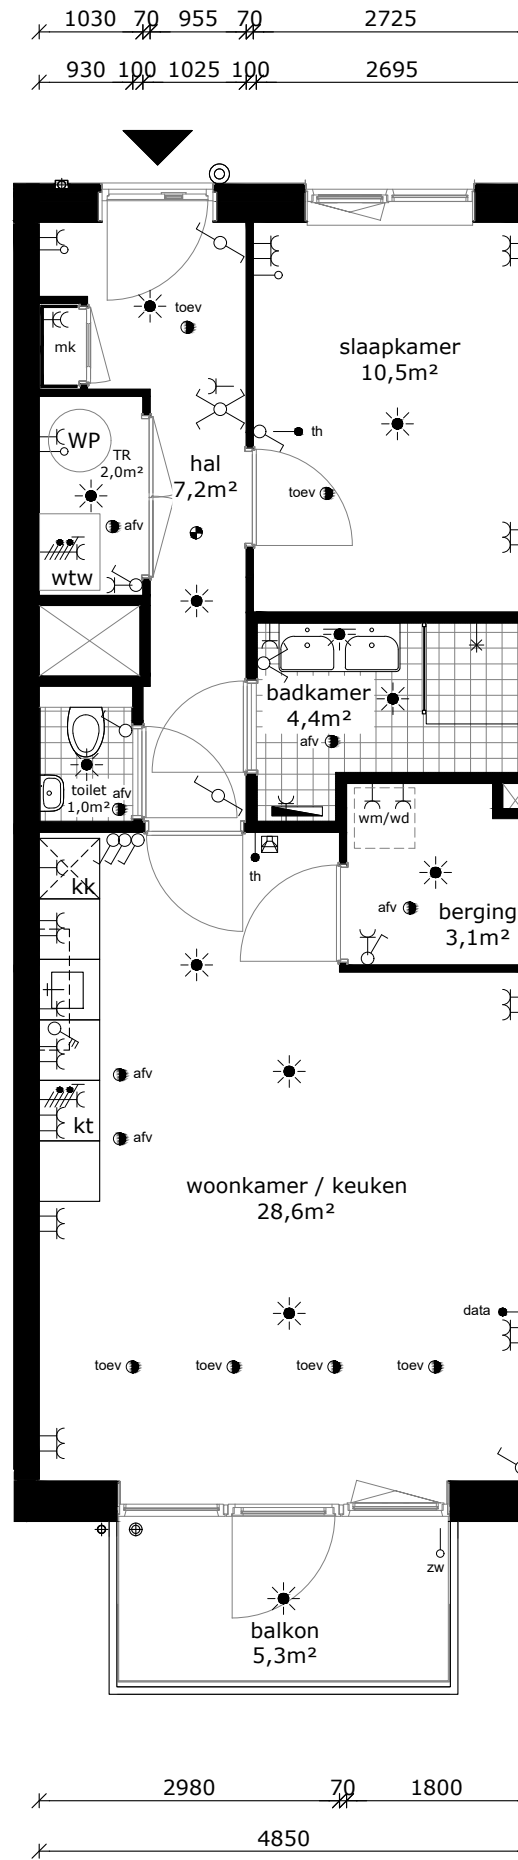 1030 70 955 70 2725
930 100 1025 100 2695
toev
mk
slaapkamer
10,5m²
th
WP
TR
2,0m²
hal
7,2m²
toev
afv
wtw
badkamer
4,4m²
afv
toilet
1,0m²
afv
wm/wd
th
kk
afv
berging
3,1m²
afv
kt
afv
woonkamer / keuken
28,6m²
data
toev toev toev toev
zw
balkon
5,3m²
2980 70 1800
4850